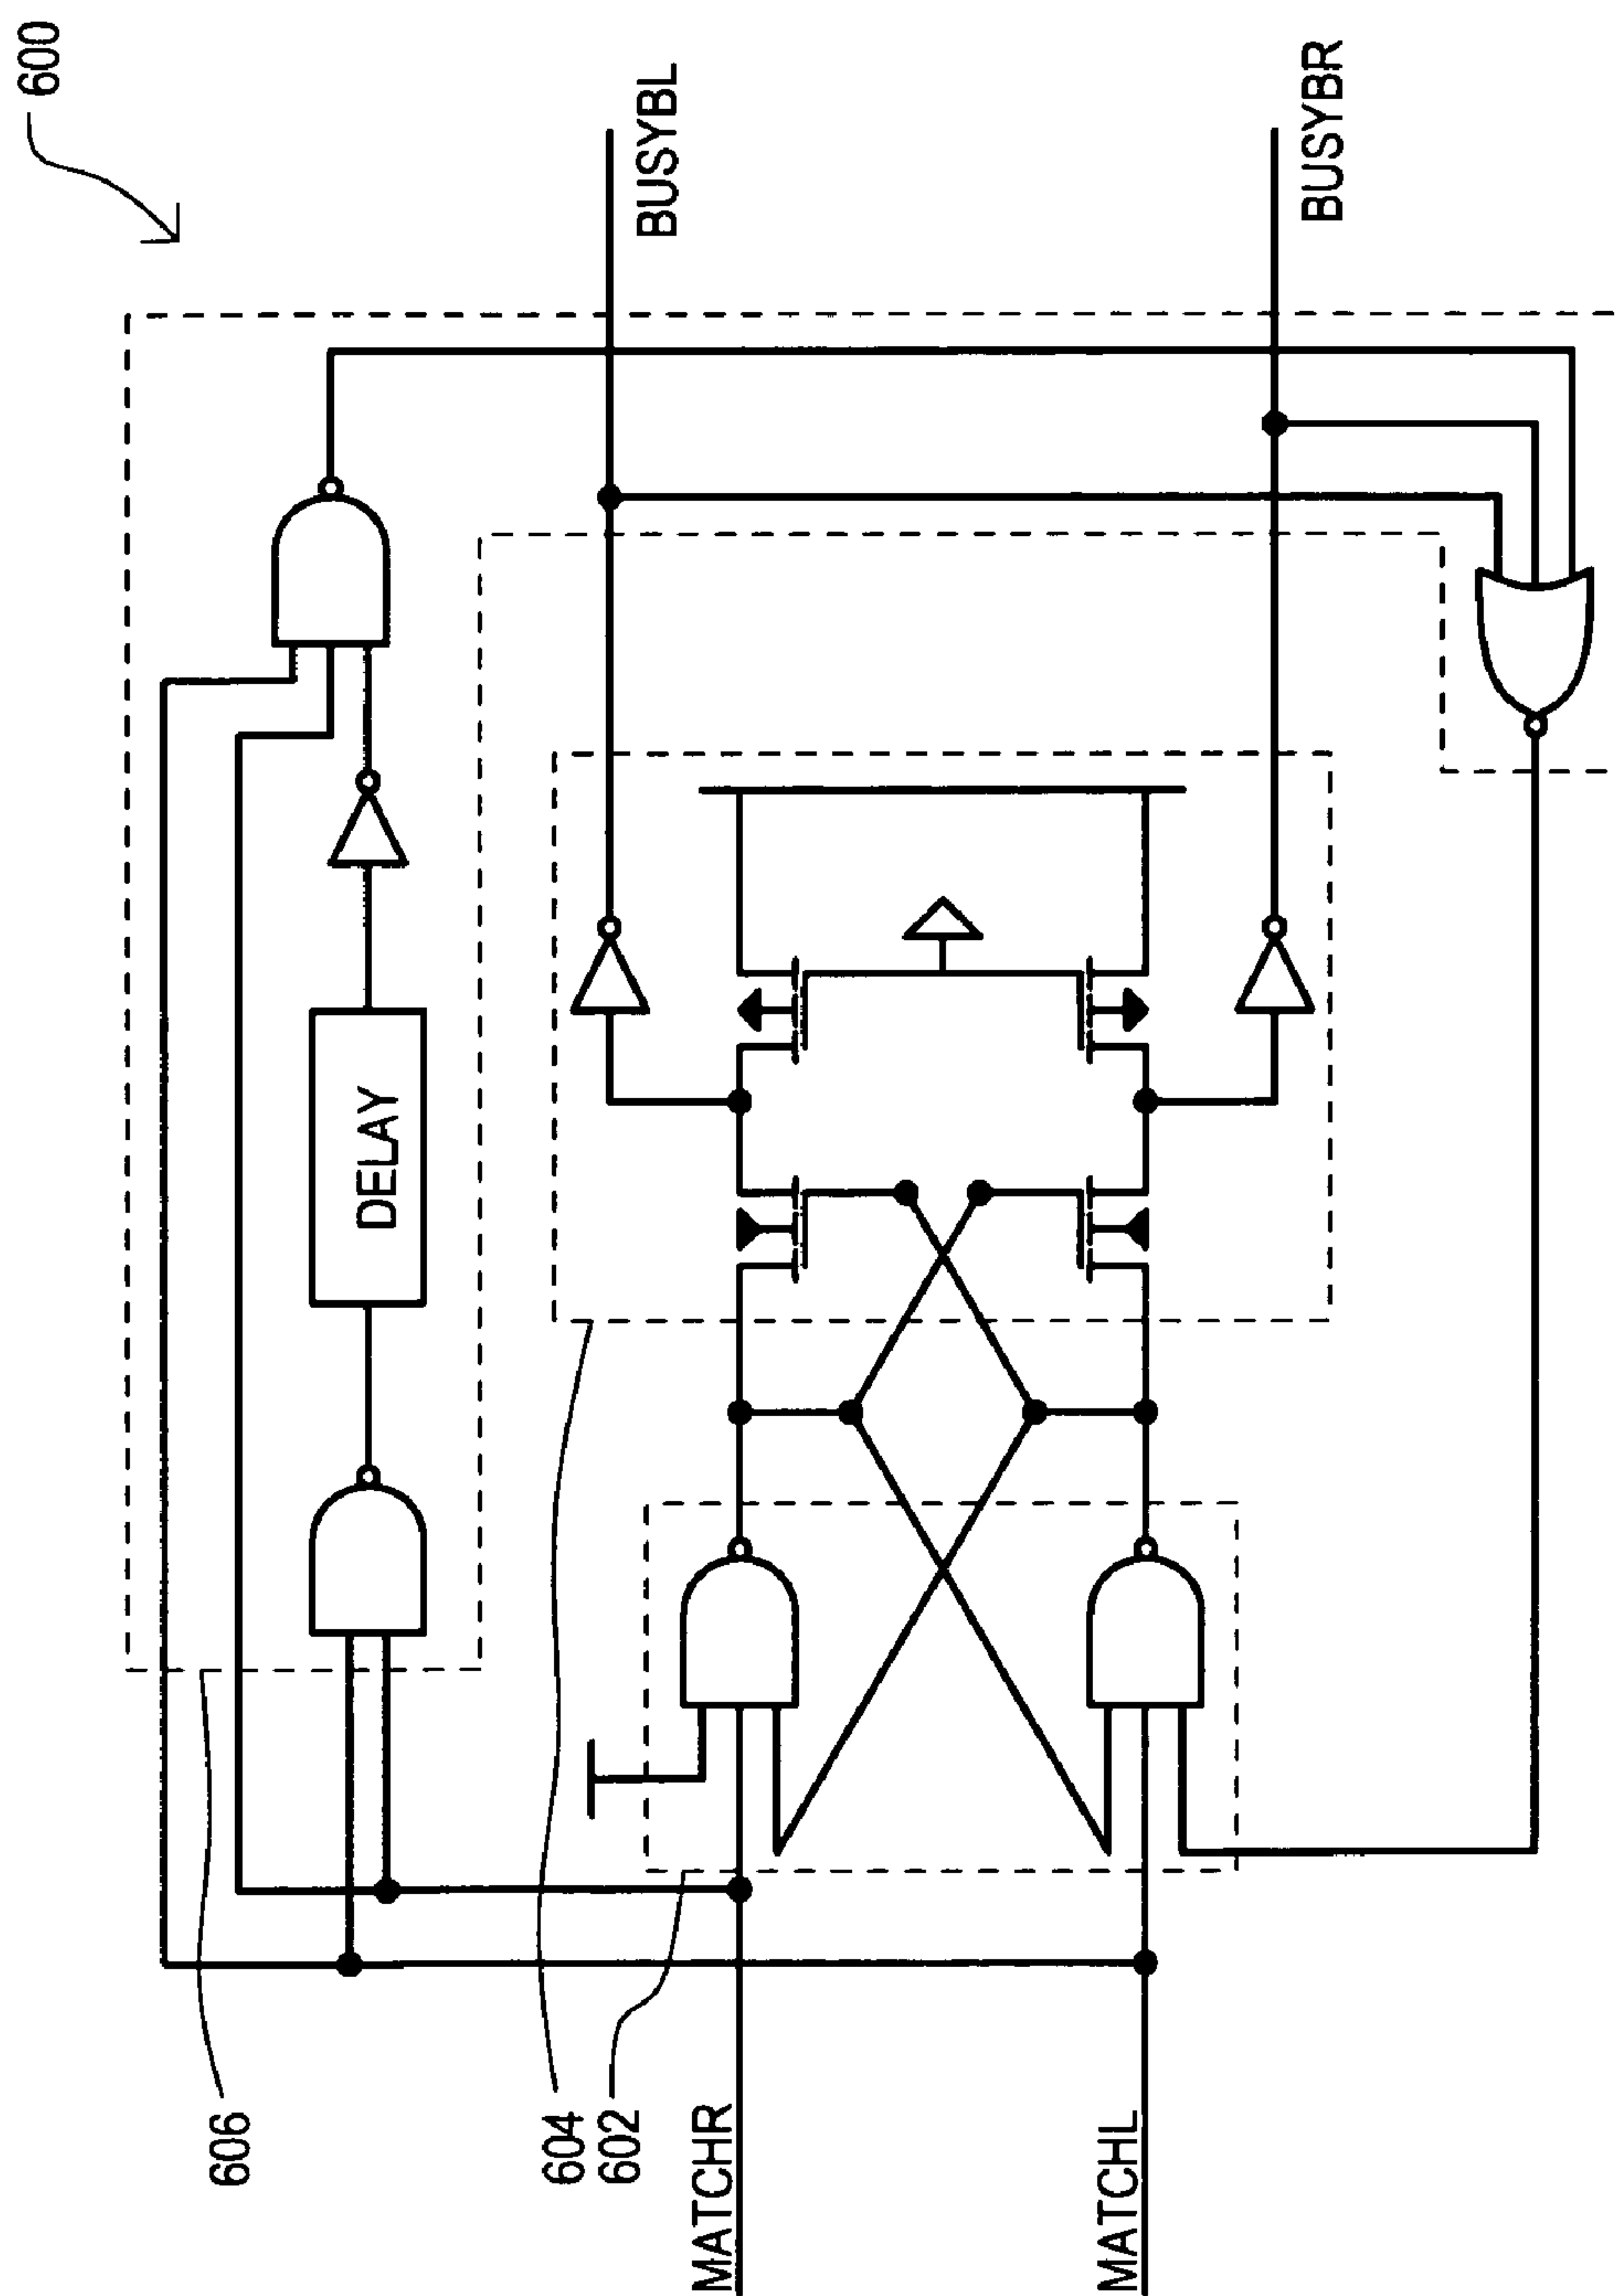 600
BUSYBL
BUSYBR
DELAY
606
604
602
MATCHR
MATCHL